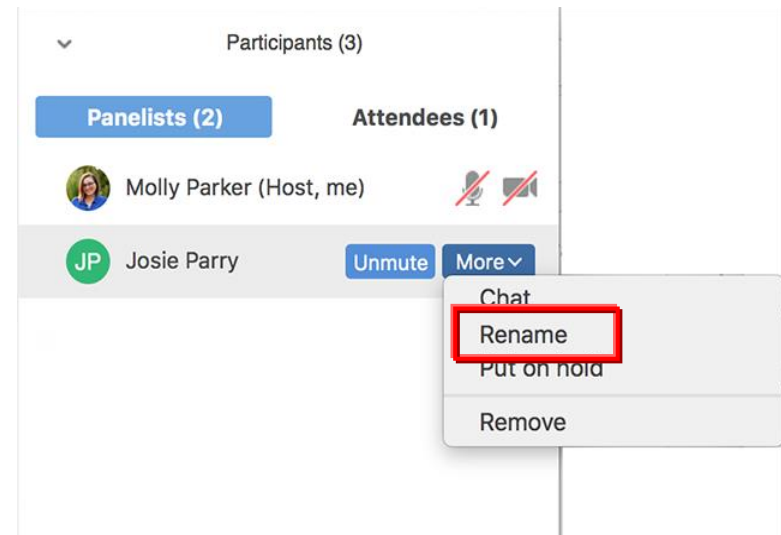 Participants (3)
Panelists (2) Attendees (1)
Molly Parker (Host, me)
JP Josie Parry Unmute More
Chat
Rename
Put on hold
Remove